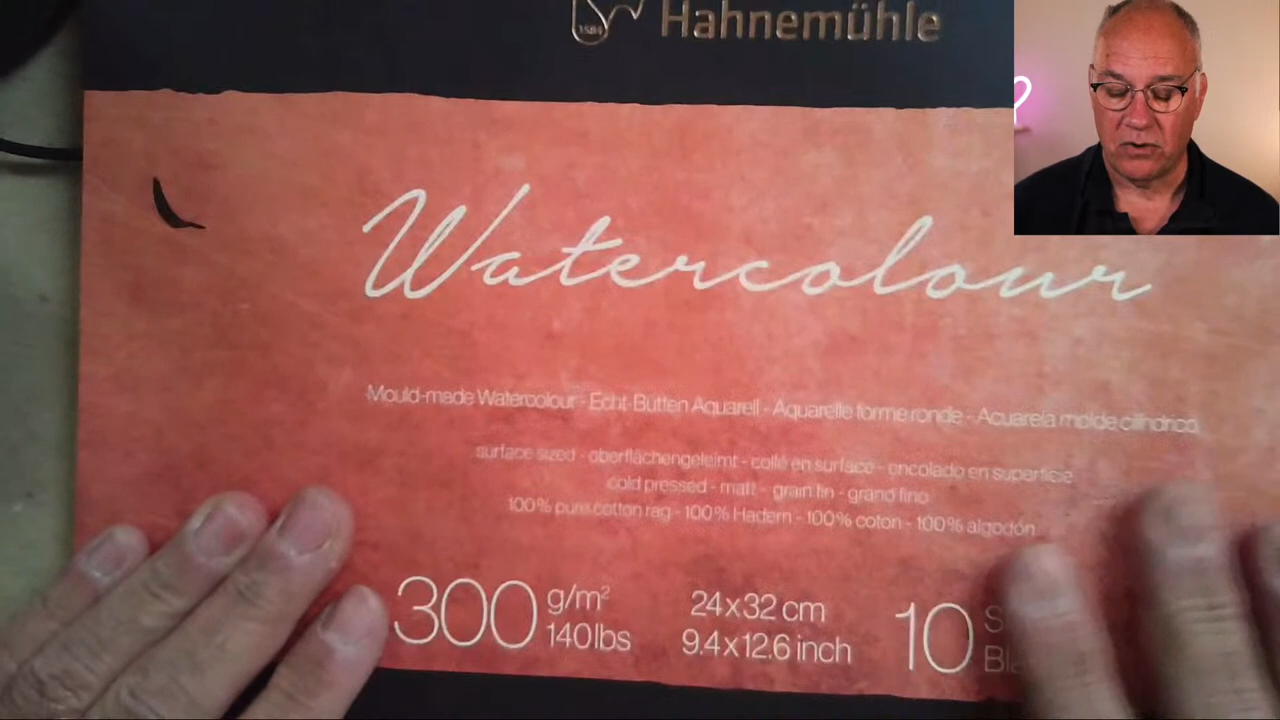 1584
Hahnemühle
Watercolour
Mould-made Watercolour - Echt-Bütten Aquarell - Aquarelle forme ronde - Acuarela molde cilíndrico
surface sized - oberflächengeleimt - collé en surface - encolado en superficie
cold pressed - matt - grain fin - grano fino
100% pure cotton rag - 100% Hadern - 100% coton - 100% algodón
300 g/m² 140lbs
24x32 cm
9.4x12.6 inch
10